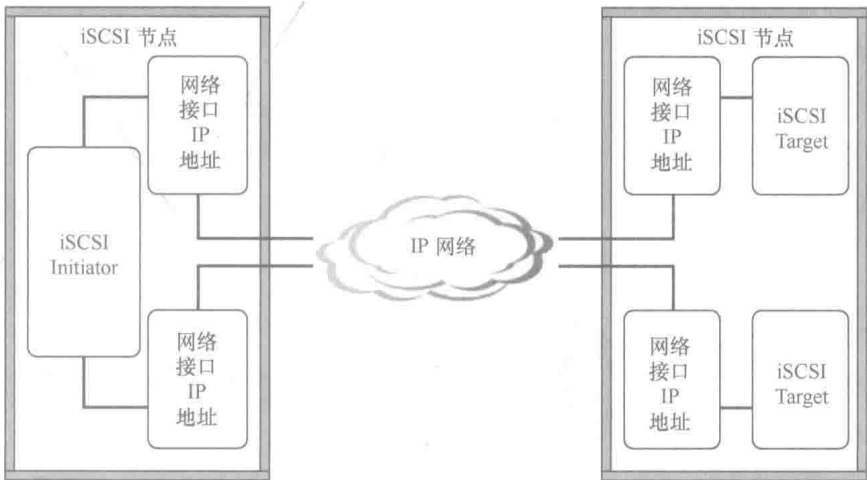 iSCSI 节点
网络
接口
IP
地址
iSCSI
Initiator
网络
接口
IP
地址
IP 网络
iSCSI 节点
网络
接口
IP
地址
iSCSI
Target
网络
接口
IP
地址
iSCSI
Target